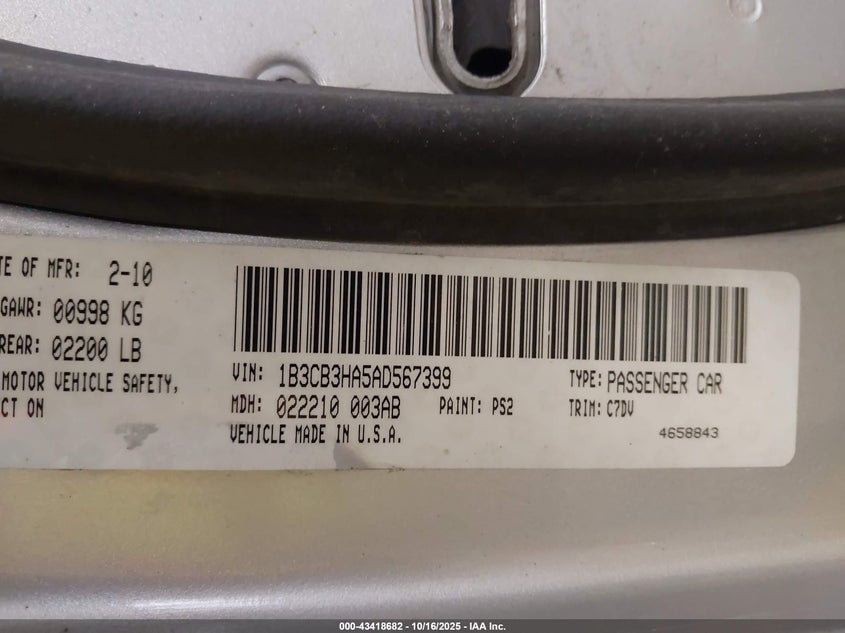 TE OF MFR: 2-10
GAWR: 00998 KG
REAR: 02200 LB
MOTOR VEHICLE SAFETY,
CT ON
VIN: 1B3CB3HA5AD567399
TYPE: PASSENGER CAR
MDH: 022210 003AB
PAINT: PS2
TRIM: C7DV
VEHICLE MADE IN U.S.A.
4658843
000-43418682 - 10/16/2025 - IAA Inc.